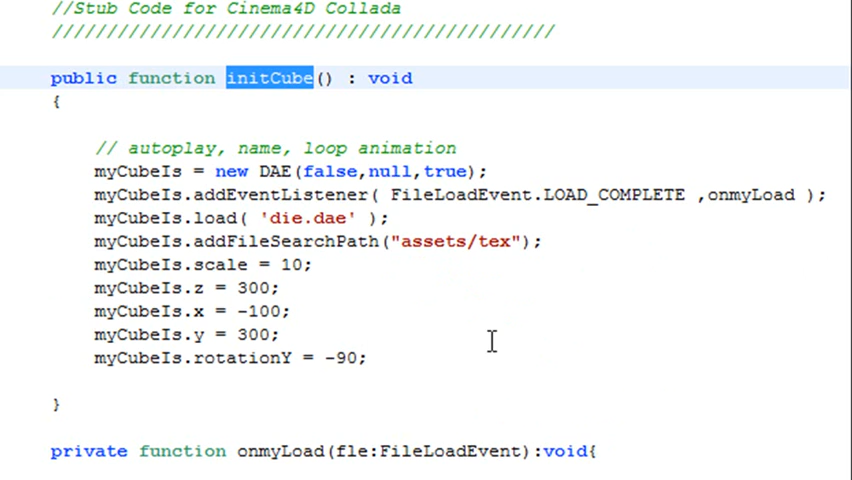 //Stub Code for Cinema4D Collada
//////////////////////////////////////////////
public function initCube() : void
{
// autoplay, name, loop animation
myCubeIs = new DAE(false,null,true);
myCubeIs.addEventListener( FileLoadEvent.LOAD_COMPLETE ,onmyLoad );
myCubeIs.load( 'die.dae' );
myCubeIs.addFileSearchPath("assets/tex");
myCubeIs.scale = 10;
myCubeIs.z = 300;
myCubeIs.x = -100;
myCubeIs.y = 300;
myCubeIs.rotationY = -90;
}
private function onmyLoad(fle:FileLoadEvent):void{